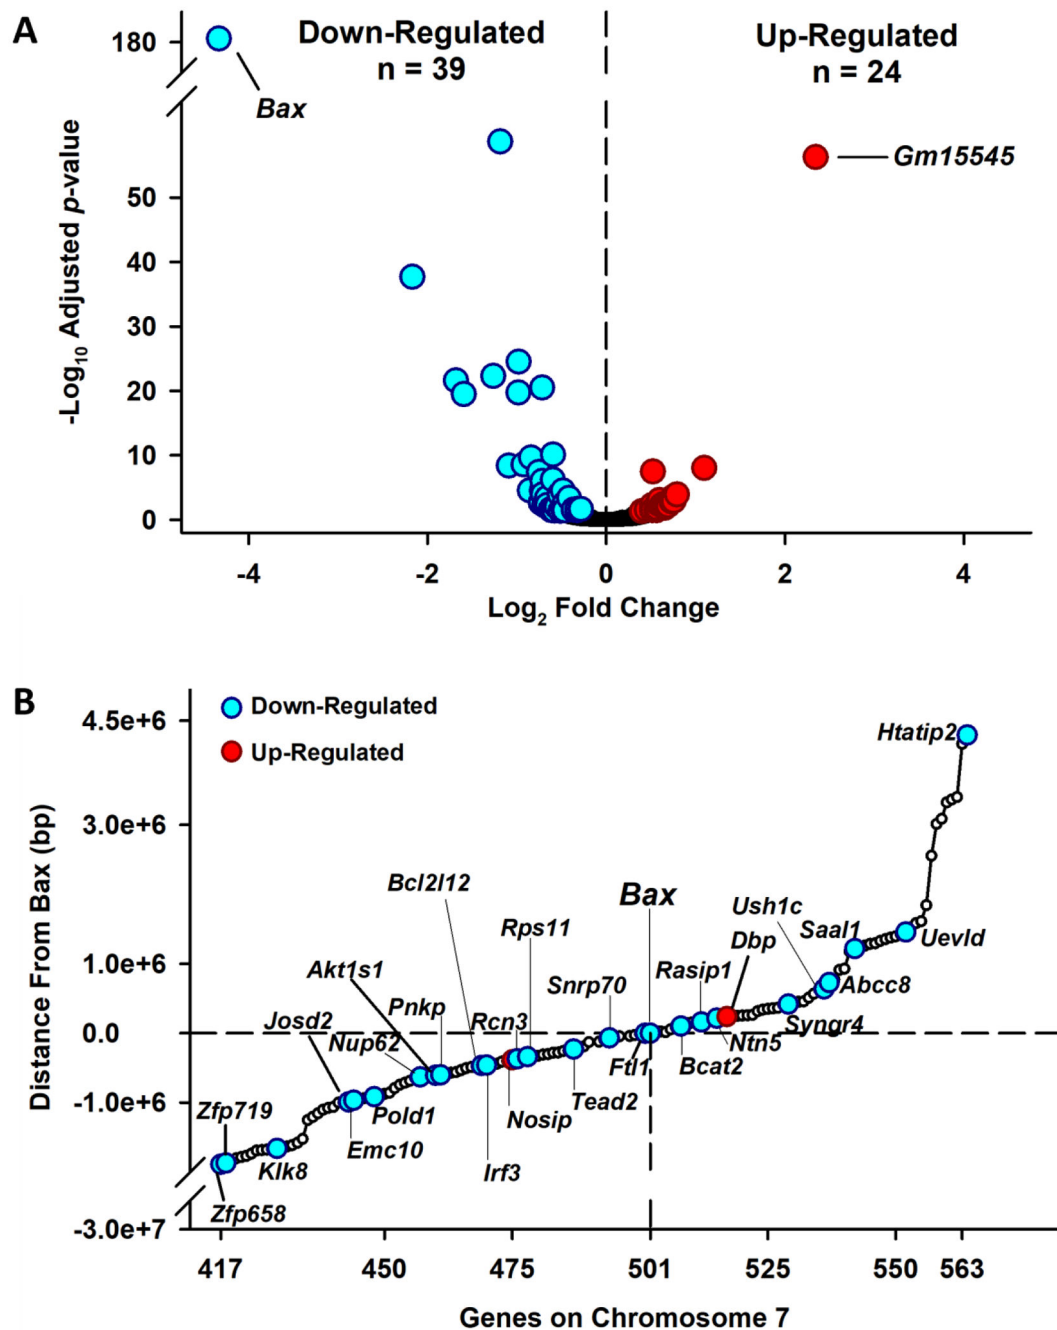 A
Down-Regulated
n = 39
Up-Regulated
n = 24
Bax
Gm15545
-Log10 Adjusted p-value
180
50
40
30
20
10
0
-4
-2
0
2
4
Log2 Fold Change
B
Down-Regulated
Up-Regulated
Distance From Bax (bp)
4.5e+6
3.0e+6
1.0e+6
0.0
-1.0e+6
-3.0e+7
Htatip2
Bcl2l12
Bax
Ush1c
Saal1
Uevld
Rps11
Dbp
Akt1s1
Rasip1
Abcc8
Pnkp
Snrp70
Josd2
Rcn3
Syngr4
Nup62
Ntn5
Ftl1
Bcat2
Zfp719
Pold1
Nosip
Tead2
Emc10
Klk8
Irf3
Zfp658
417
450
475
501
525
550
563
Genes on Chromosome 7